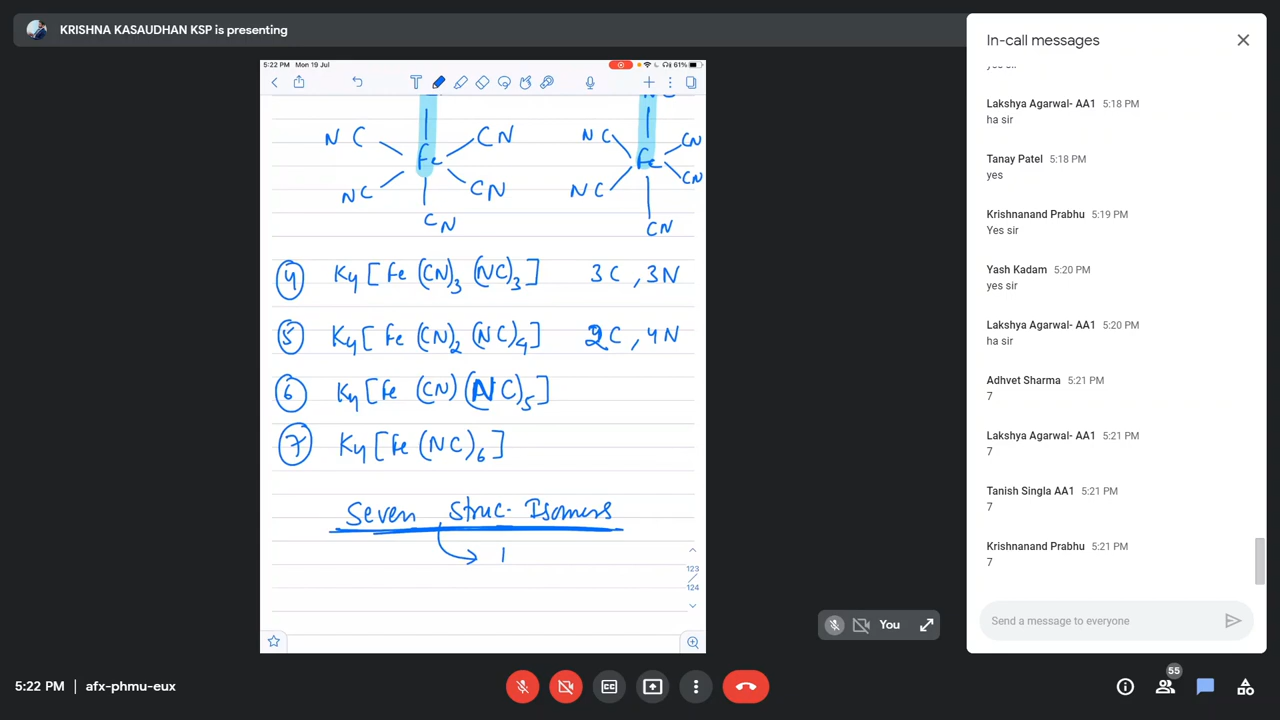 KRISHNA KASAUDHAN KSP is presenting
5:22 PM Mon 19 Jul
61%
T
NC CN
Fe
NC CN
CN
NC CN
Fe
NC CN
CN
4 K4 [ Fe (CN)3 (NC)3 ] 3C , 3N
5 K4 [ Fe (CN)2 (NC)4 ] 2C , 4N
6 K4 [ Fe (CN) (NC)5 ]
7 K4 [ Fe (NC)6 ]
Seven Struc. Isomers
123
124
You
5:22 PM | afx-phmu-eux
CC
In-call messages
Lakshya Agarwal- AA1 5:18 PM
ha sir
Tanay Patel 5:18 PM
yes
Krishnanand Prabhu 5:19 PM
Yes sir
Yash Kadam 5:20 PM
yes sir
Lakshya Agarwal- AA1 5:20 PM
ha sir
Adhvet Sharma 5:21 PM
7
Lakshya Agarwal- AA1 5:21 PM
7
Tanish Singla AA1 5:21 PM
7
Krishnanand Prabhu 5:21 PM
7
Send a message to everyone
55